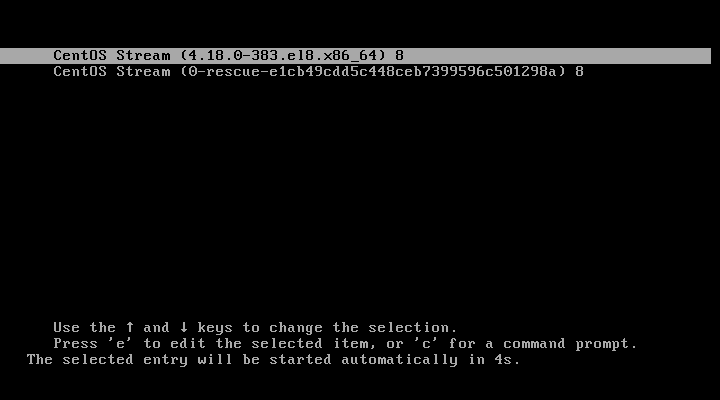 CentOS Stream (4.18.0-383.el8.x86_64) 8
CentOS Stream (0-rescue-e1cb49cdd5c448ceb7399596c501298a) 8
Use the ↑ and ↓ keys to change the selection.
Press 'e' to edit the selected item, or 'c' for a command prompt.
The selected entry will be started automatically in 4s.